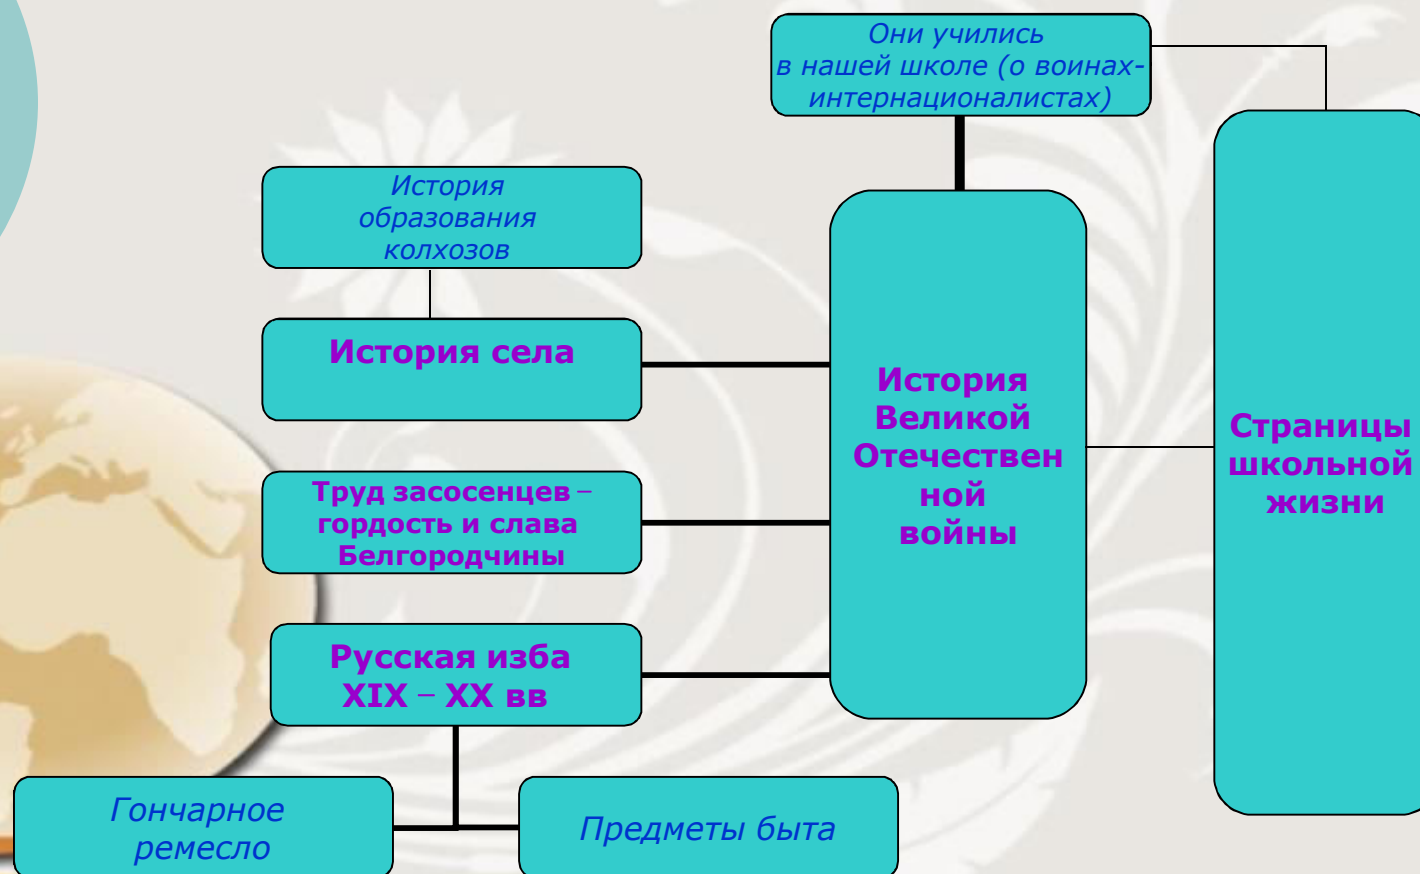 Они учились
в нашей школе (о воинах-
интернационалистах)
История
образования
колхозов
История села
Труд засосенцев –
гордость и слава
Белгородчины
Русская изба
XIX – XX вв
Гончарное
ремесло
Предметы быта
История
Великой
Отечествен
ной
войны
Страницы
школьной
жизни